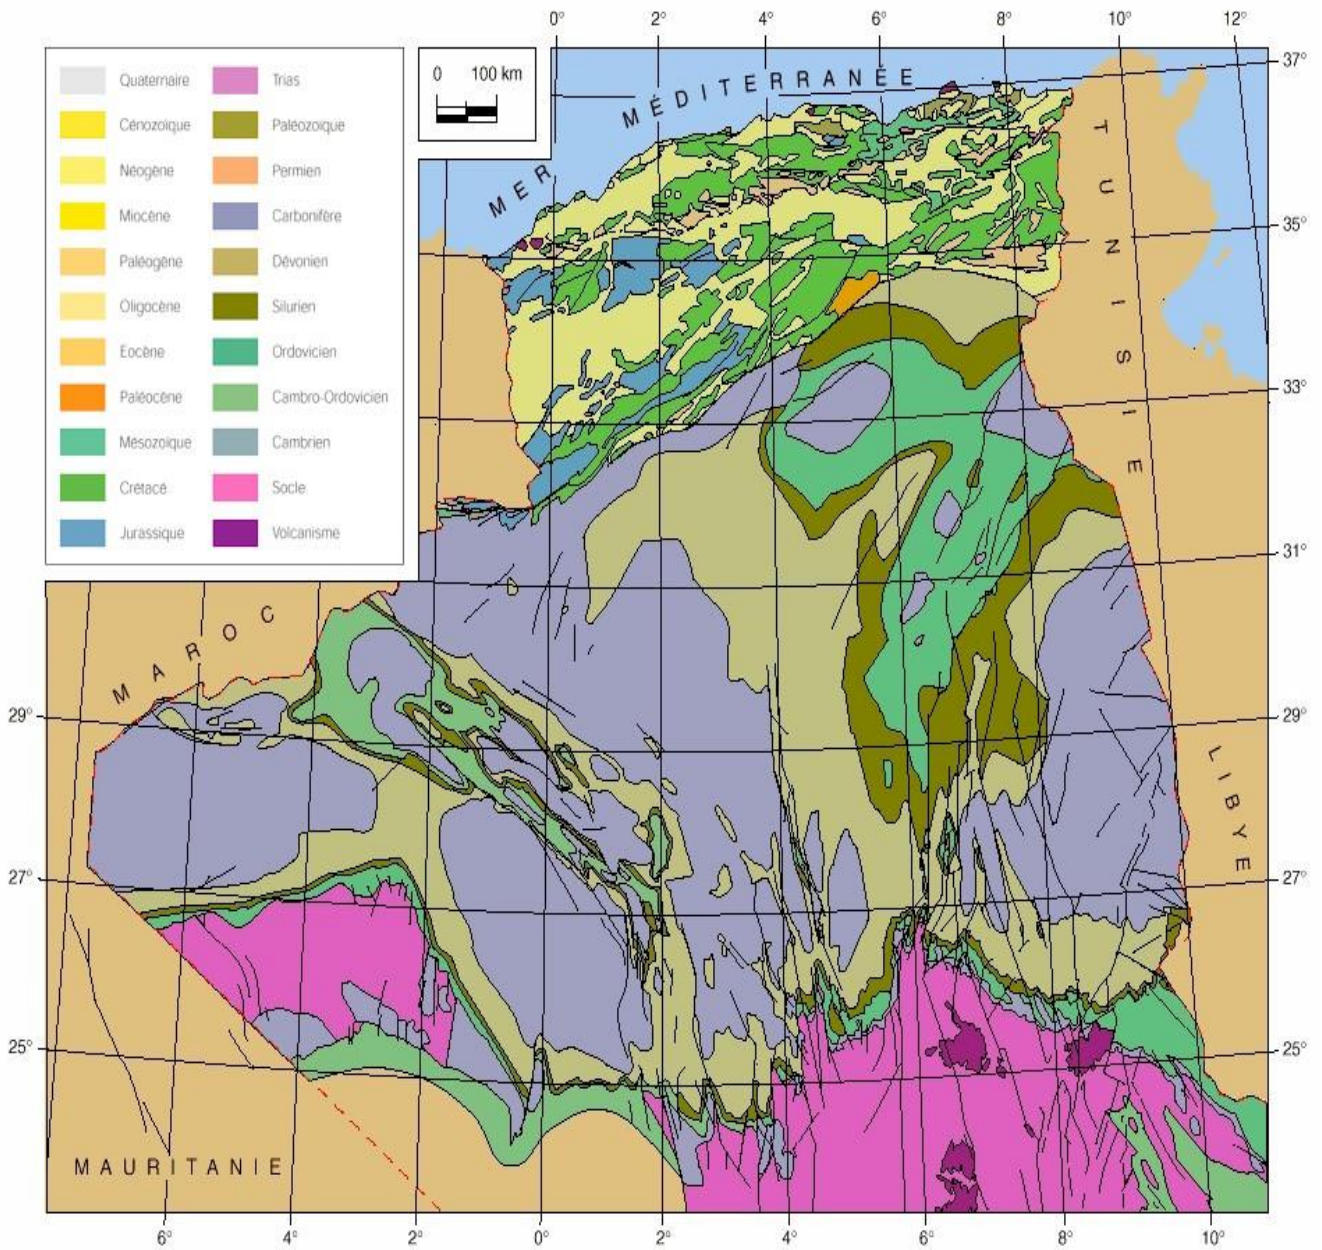 0° 2° 4° 6° 8° 10° 12°
Quaternaire Trias
Cénozoïque Paléozoïque
Néogène Permien
Miocène Carbonifère
Paléogène Dévonien
Oligocène Silurien
Eocène Ordovicien
Paléocène Cambro-Ordovicien
Mésozoïque Cambrien
Crétacé Socle
Jurassique Volcanisme
0 100 km
MER MÉDITERRANÉE
TUNISIE
37°
35°
33°
31°
MAROC
29° 29°
LIBYE
27° 27°
25° 25°
MAURITANIE
6° 4° 2° 0° 2° 4° 6° 8° 10°